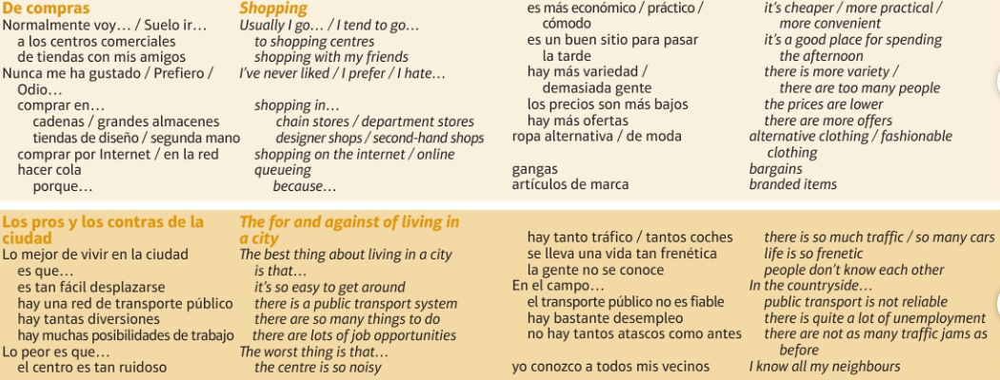 De compras
Normalmente voy… / Suelo ir…
a los centros comerciales
de tiendas con mis amigos
Nunca me ha gustado / Prefiero /
Odio…
comprar en…
cadenas / grandes almacenes
tiendas de diseño / segunda mano
comprar por Internet / en la red
hacer cola
porque…
Shopping
Usually I go… / I tend to go…
to shopping centres
shopping with my friends
I've never liked / I prefer / I hate…
shopping in…
chain stores / department stores
designer shops / second-hand shops
shopping on the internet / online
queueing
because…
es más económico / práctico /
cómodo
es un buen sitio para pasar
la tarde
hay más variedad /
demasiada gente
los precios son más bajos
hay más ofertas
ropa alternativa / de moda
gangas
artículos de marca
it's cheaper / more practical /
more convenient
it's a good place for spending
the afternoon
there is more variety /
there are too many people
the prices are lower
there are more offers
alternative clothing / fashionable
clothing
bargains
branded items
Los pros y los contras de la
ciudad
Lo mejor de vivir en la ciudad
es que…
es tan fácil desplazarse
hay una red de transporte público
hay tantas diversiones
hay muchas posibilidades de trabajo
Lo peor es que…
el centro es tan ruidoso
The for and against of living in
a city
The best thing about living in a city
is that…
it's so easy to get around
there is a public transport system
there are so many things to do
there are lots of job opportunities
The worst thing is that…
the centre is so noisy
hay tanto tráfico / tantos coches
se lleva una vida tan frenética
la gente no se conoce
En el campo…
el transporte público no es fiable
hay bastante desempleo
no hay tantos atascos como antes
yo conozco a todos mis vecinos
there is so much traffic / so many cars
life is so frenetic
people don't know each other
In the countryside…
public transport is not reliable
there is quite a lot of unemployment
there are not as many traffic jams as
before
I know all my neighbours